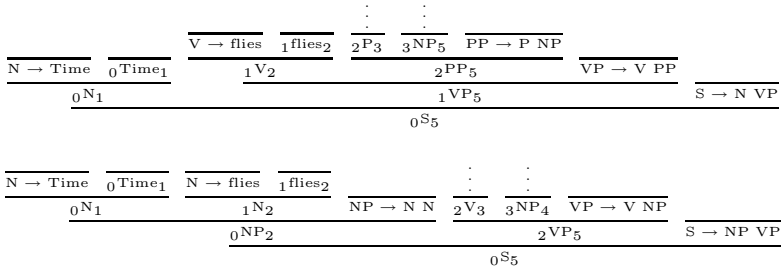 V → flies 1flies2 2P3 3NP5 PP → P NP
N → Time 0Time1 1V2 2PP5 VP → V PP
0N1 1VP5 S → N VP
0S5
N → Time 0Time1 N → flies 1flies2
0N1 1N2 NP → N N 2V3 3NP4 VP → V NP
0NP2 2VP5 S → NP VP
0S5